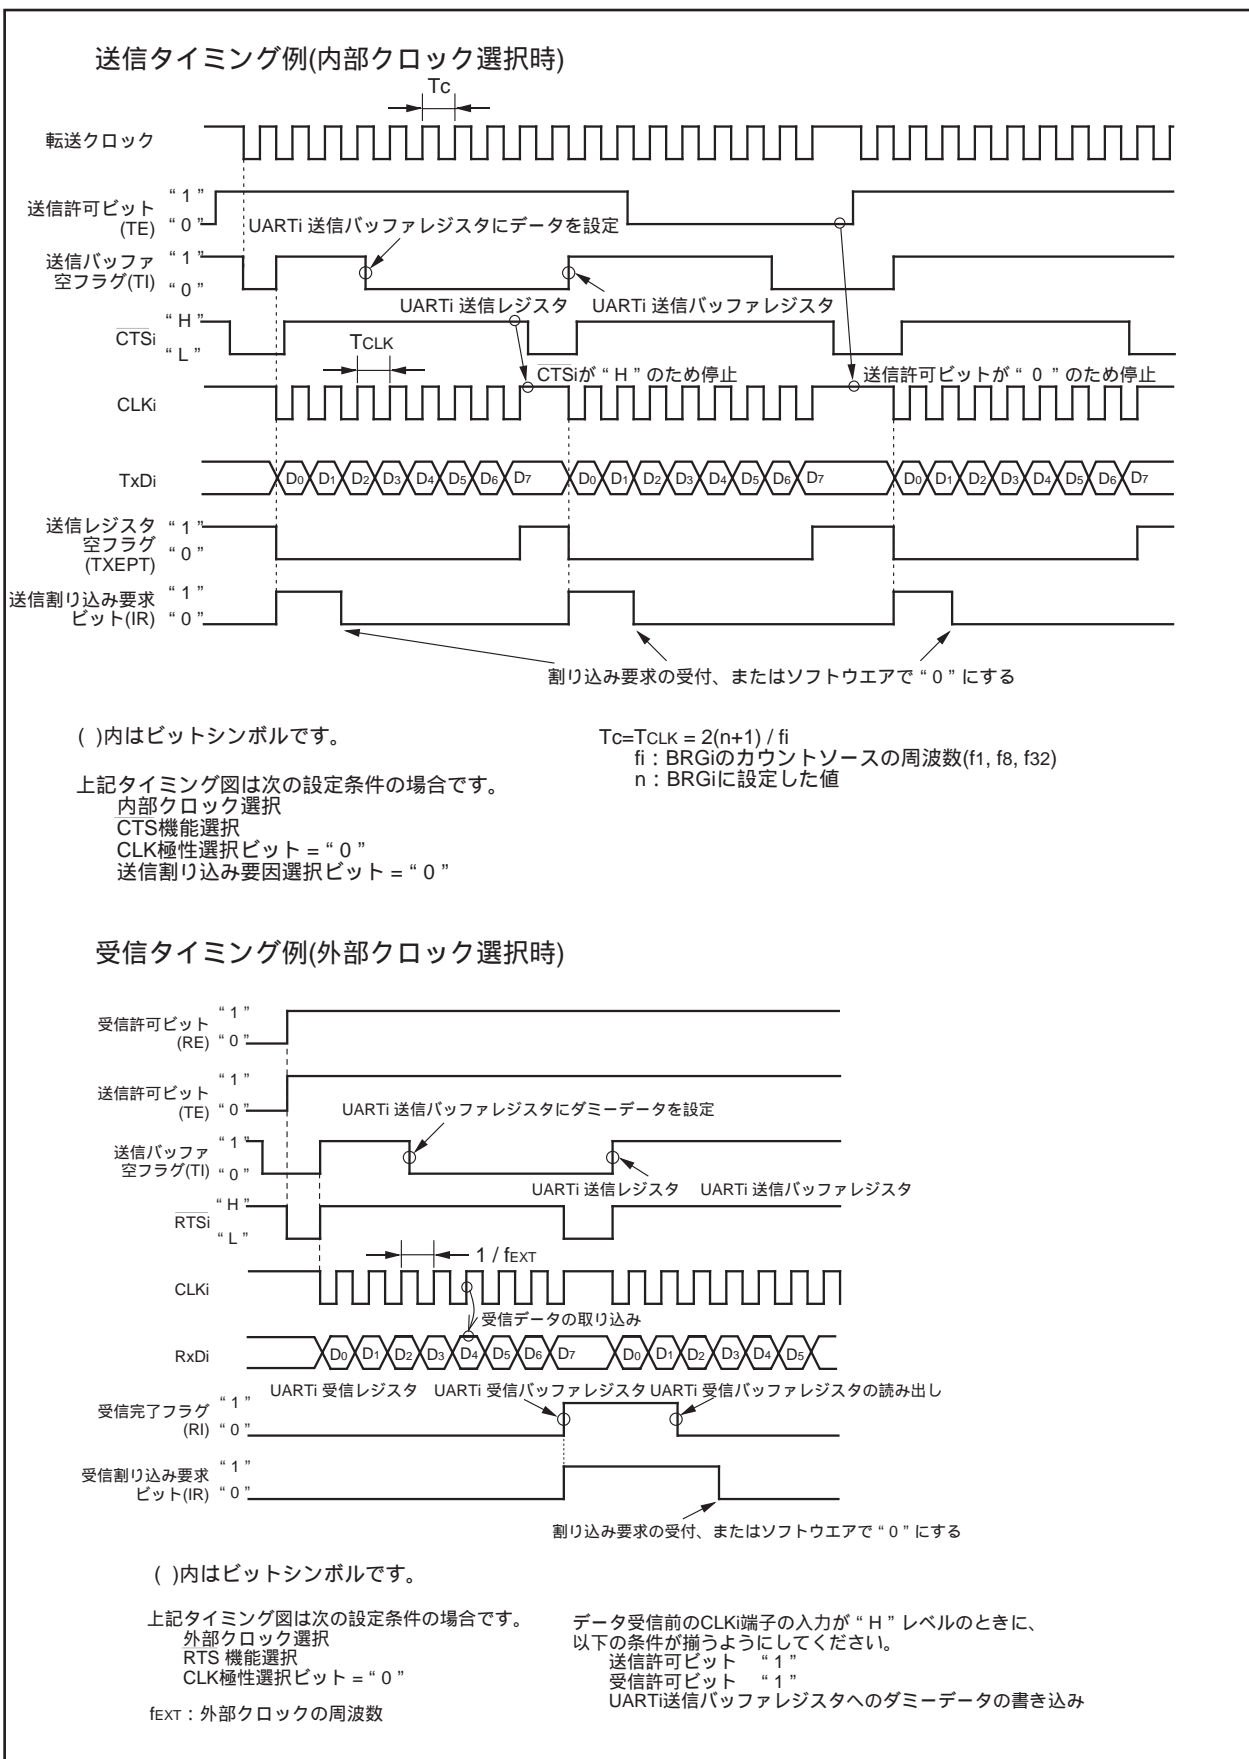 送信タイミング例(内部クロック選択時)
Tc
転送クロック
送信許可ビット
(TE)
“ 1 ”
“ 0 ”
UARTi 送信バッファレジスタにデータを設定
送信バッファ
空フラグ(TI)
“ 1 ”
“ 0 ”
UARTi 送信レジスタ
UARTi 送信バッファレジスタ
CTSi
“ H ”
“ L ”
TCLK
CTSiが “ H ” のため停止
送信許可ビットが “ 0 ” のため停止
CLKi
TxDi
D0 D1 D2 D3 D4 D5 D6 D7 D0 D1 D2 D3 D4 D5 D6 D7 D0 D1 D2 D3 D4 D5 D6 D7
送信レジスタ
空フラグ
(TXEPT)
“ 1 ”
“ 0 ”
送信割り込み要求
ビット(IR)
“ 1 ”
“ 0 ”
割り込み要求の受付、またはソフトウエアで “ 0 ” にする
( )内はビットシンボルです。
上記タイミング図は次の設定条件の場合です。
内部クロック選択
CTS機能選択
CLK極性選択ビット = “ 0 ”
送信割り込み要因選択ビット = “ 0 ”
Tc=TCLK = 2(n+1) / fi
fi : BRGiのカウントソースの周波数(f1, f8, f32)
n : BRGiに設定した値
受信タイミング例(外部クロック選択時)
受信許可ビット
(RE)
“ 1 ”
“ 0 ”
送信許可ビット
(TE)
“ 1 ”
“ 0 ”
UARTi 送信バッファレジスタにダミーデータを設定
送信バッファ
空フラグ(TI)
“ 1 ”
“ 0 ”
UARTi 送信レジスタ
UARTi 送信バッファレジスタ
RTSi
“ H ”
“ L ”
1 / fEXT
CLKi
受信データの取り込み
RxDi
D0 D1 D2 D3 D4 D5 D6 D7 D0 D1 D2 D3 D4 D5
UARTi 受信レジスタ
UARTi 受信バッファレジスタ
UARTi 受信バッファレジスタの読み出し
受信完了フラグ
(RI)
“ 1 ”
“ 0 ”
受信割り込み要求
ビット(IR)
“ 1 ”
“ 0 ”
割り込み要求の受付、またはソフトウエアで “ 0 ” にする
( )内はビットシンボルです。
上記タイミング図は次の設定条件の場合です。
外部クロック選択
RTS 機能選択
CLK極性選択ビット = “ 0 ”
fEXT : 外部クロックの周波数
データ受信前のCLKi端子の入力が “ H ” レベルのときに、
以下の条件が揃うようにしてください。
送信許可ビット “ 1 ”
受信許可ビット “ 1 ”
UARTi送信バッファレジスタへのダミーデータの書き込み